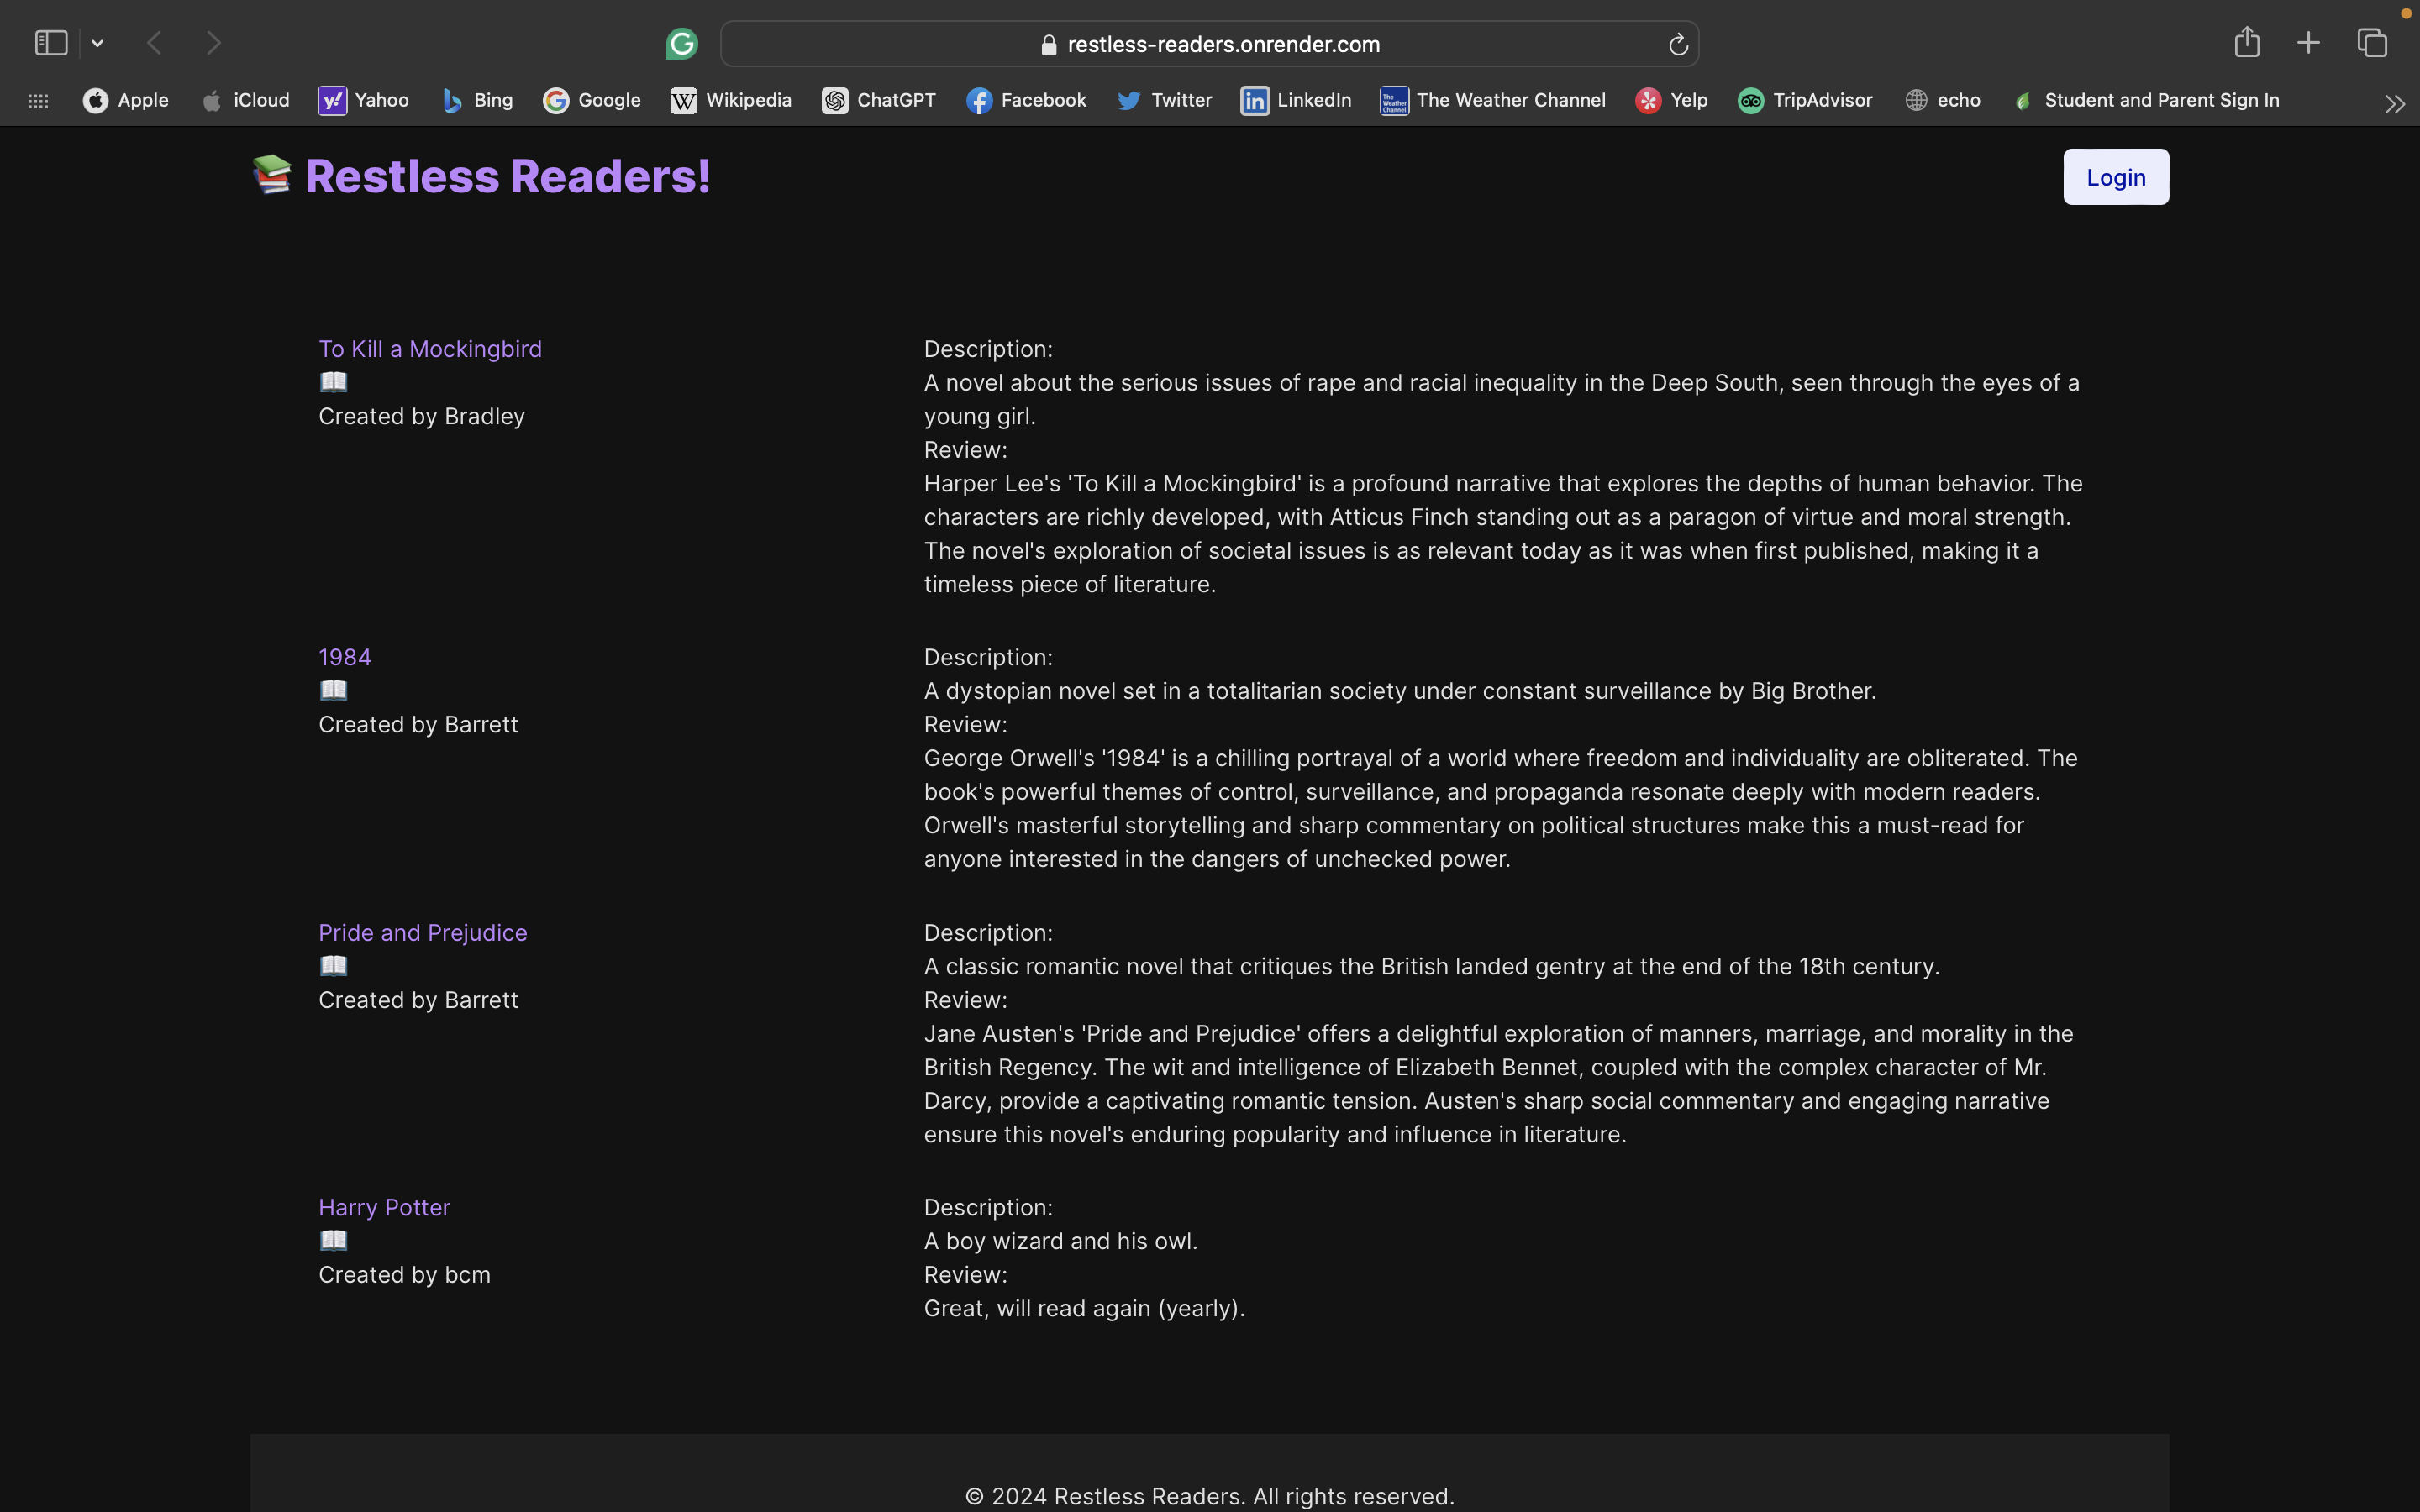 restless-readers.onrender.com
Apple iCloud Yahoo Bing Google Wikipedia ChatGPT Facebook Twitter LinkedIn The Weather Channel Yelp TripAdvisor echo Student and Parent Sign In
Restless Readers!
Login
To Kill a Mockingbird
Created by Bradley
Description:
A novel about the serious issues of rape and racial inequality in the Deep South, seen through the eyes of a
young girl.
Review:
Harper Lee's 'To Kill a Mockingbird' is a profound narrative that explores the depths of human behavior. The
characters are richly developed, with Atticus Finch standing out as a paragon of virtue and moral strength.
The novel's exploration of societal issues is as relevant today as it was when first published, making it a
timeless piece of literature.
1984
Created by Barrett
Description:
A dystopian novel set in a totalitarian society under constant surveillance by Big Brother.
Review:
George Orwell's '1984' is a chilling portrayal of a world where freedom and individuality are obliterated. The
book's powerful themes of control, surveillance, and propaganda resonate deeply with modern readers.
Orwell's masterful storytelling and sharp commentary on political structures make this a must-read for
anyone interested in the dangers of unchecked power.
Pride and Prejudice
Created by Barrett
Description:
A classic romantic novel that critiques the British landed gentry at the end of the 18th century.
Review:
Jane Austen's 'Pride and Prejudice' offers a delightful exploration of manners, marriage, and morality in the
British Regency. The wit and intelligence of Elizabeth Bennet, coupled with the complex character of Mr.
Darcy, provide a captivating romantic tension. Austen's sharp social commentary and engaging narrative
ensure this novel's enduring popularity and influence in literature.
Harry Potter
Created by bcm
Description:
A boy wizard and his owl.
Review:
Great, will read again (yearly).
© 2024 Restless Readers. All rights reserved.